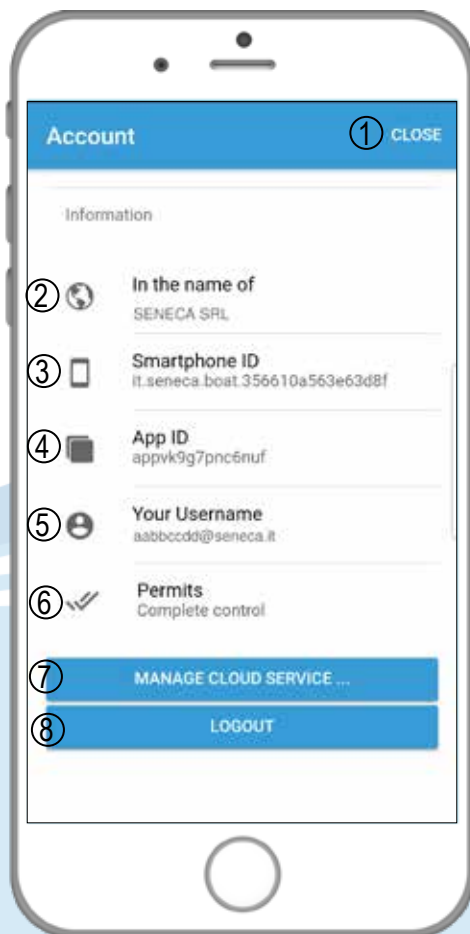 Account ① CLOSE
Information
② In the name of
SENECA SRL
③ Smartphone ID
it.seneca.boat.356610a563e63d8f
④ App ID
appvk9g7pnc6nuf
⑤ Your Username
aabbccdd@seneca.it
⑥ Permits
Complete control
⑦ MANAGE CLOUD SERVICE ...
⑧ LOGOUT